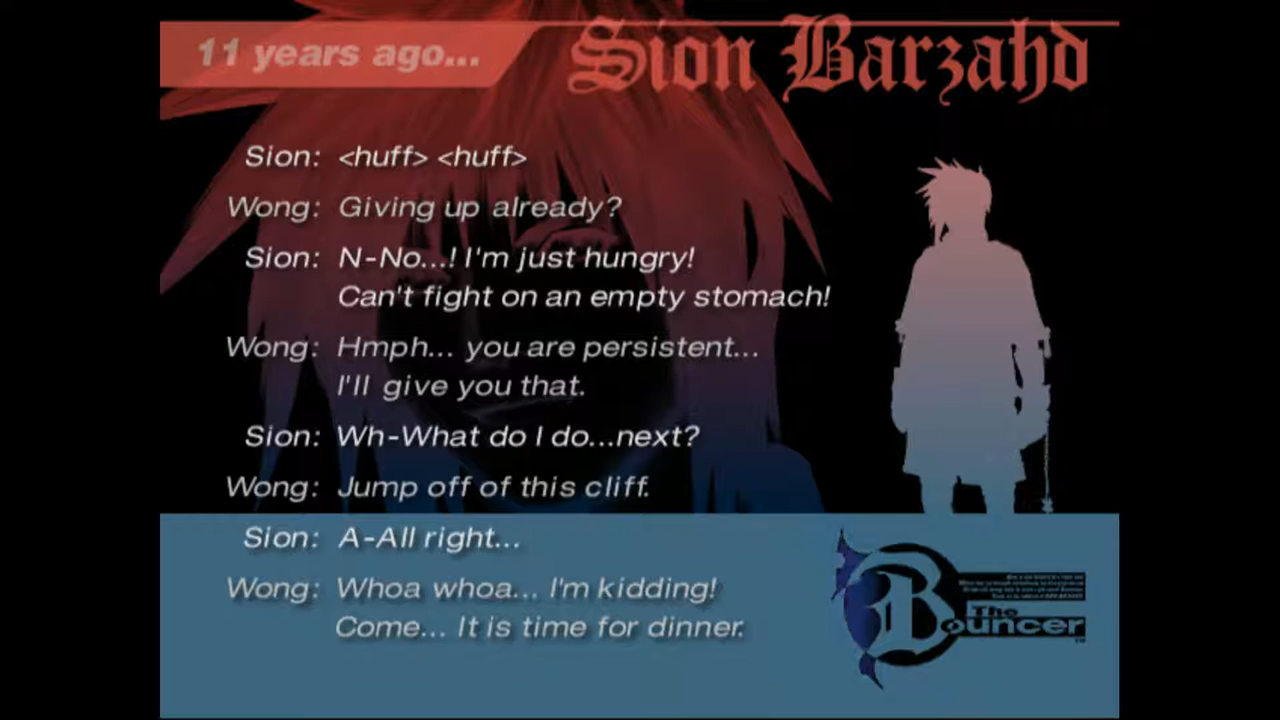 11 years ago...
Sion Barzahd
Sion: <huff> <huff>
Wong: Giving up already?
Sion: N-No...! I'm just hungry!
Can't fight on an empty stomach!
Wong: Hmph... you are persistent...
I'll give you that.
Sion: Wh-What do I do...next?
Wong: Jump off of this cliff.
Sion: A-All right...
Wong: Whoa whoa... I'm kidding!
Come... It is time for dinner.
The
Bouncer